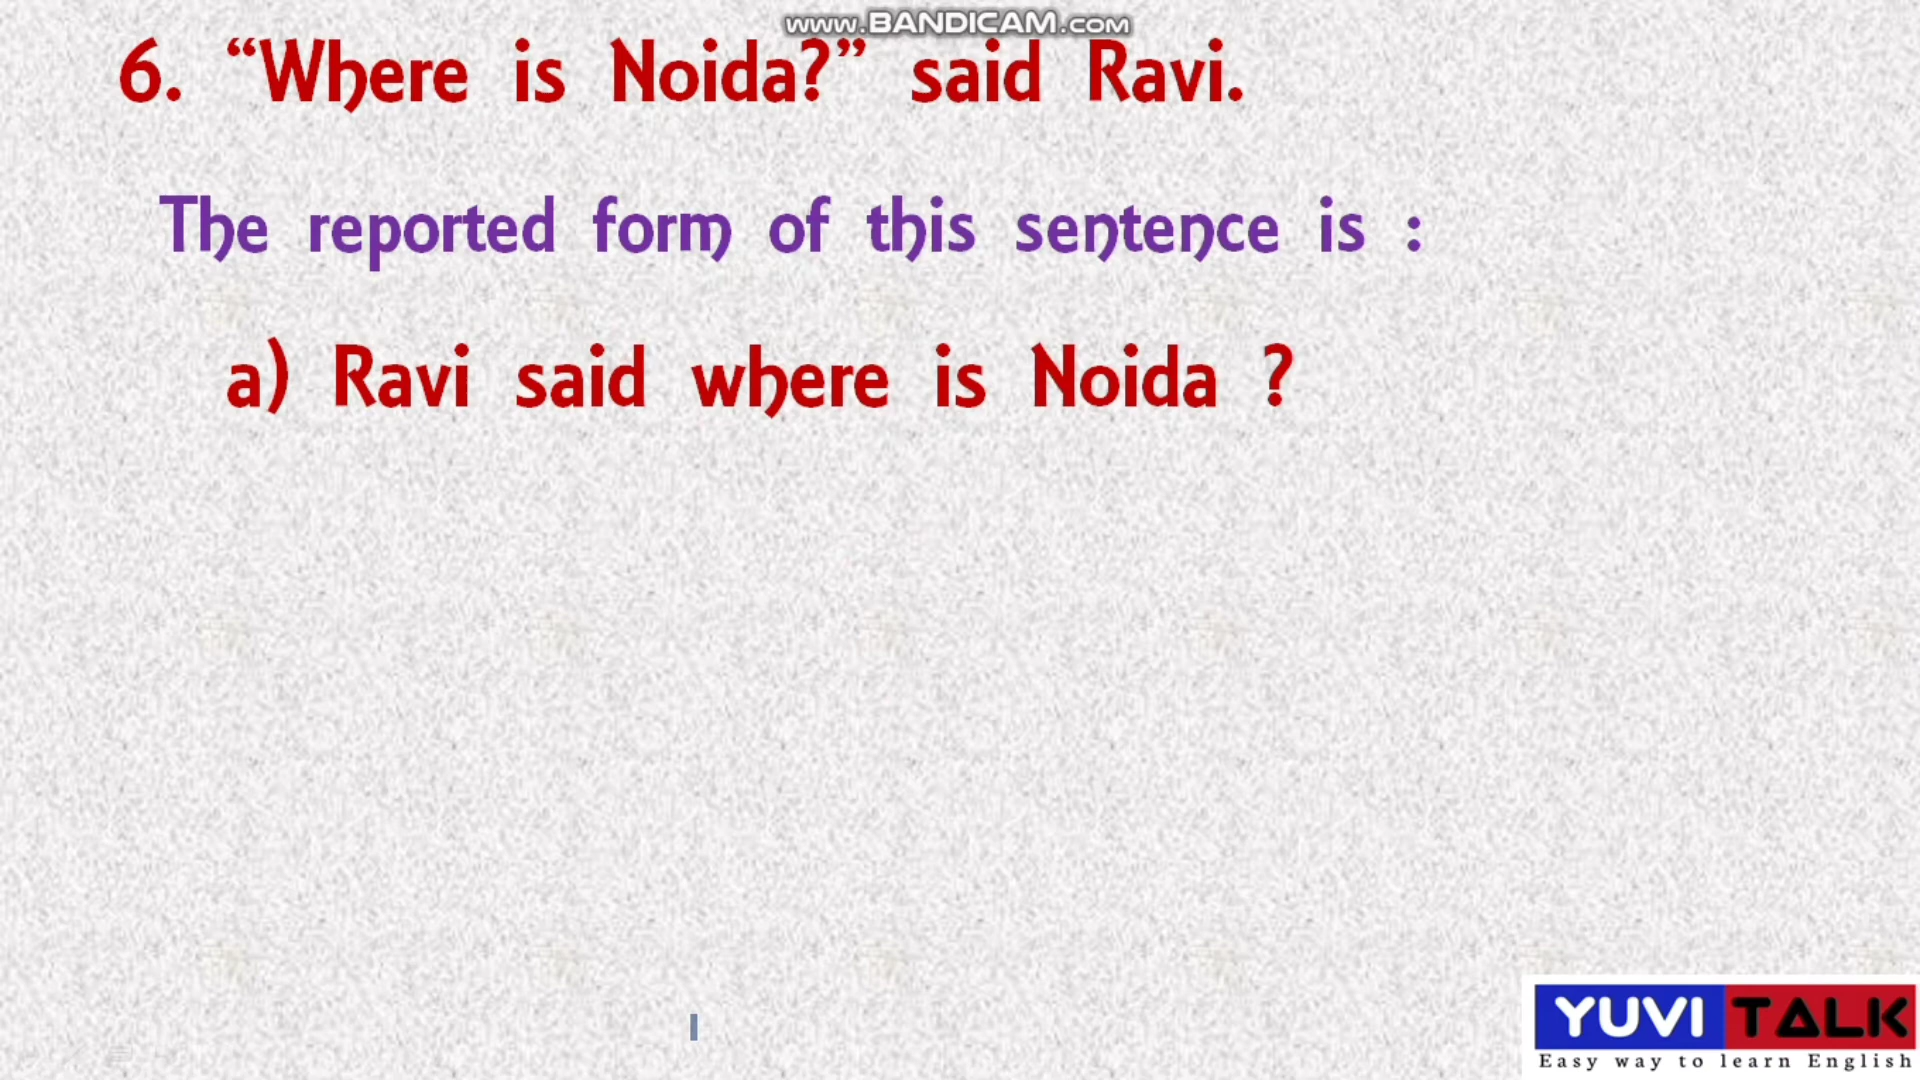 www.BANDICAM.com
6. “Where is Noida?” said Ravi.
The reported form of this sentence is :
a) Ravi said where is Noida ?
YUVI TALK
Easy way to learn English